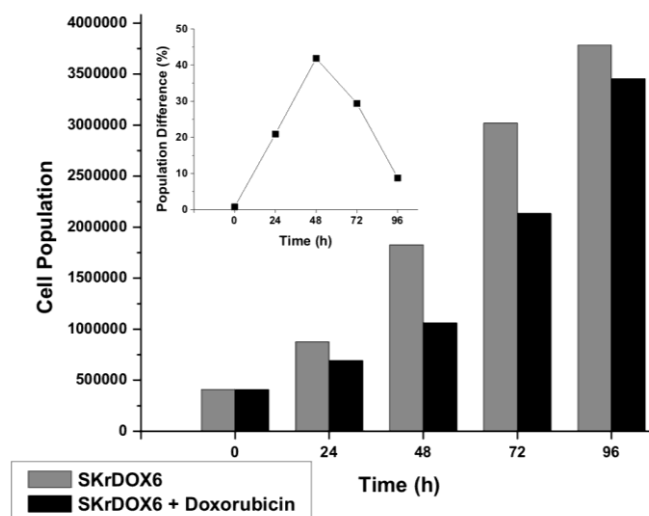 4000000
3500000
3000000
2500000
2000000
1500000
1000000
500000
0
Cell Population
50
40
30
20
10
0
Population Difference (%)
0 24 48 72 96
Time (h)
0 24 48 72 96
Time (h)
SKrDOX6
SKrDOX6 + Doxorubicin